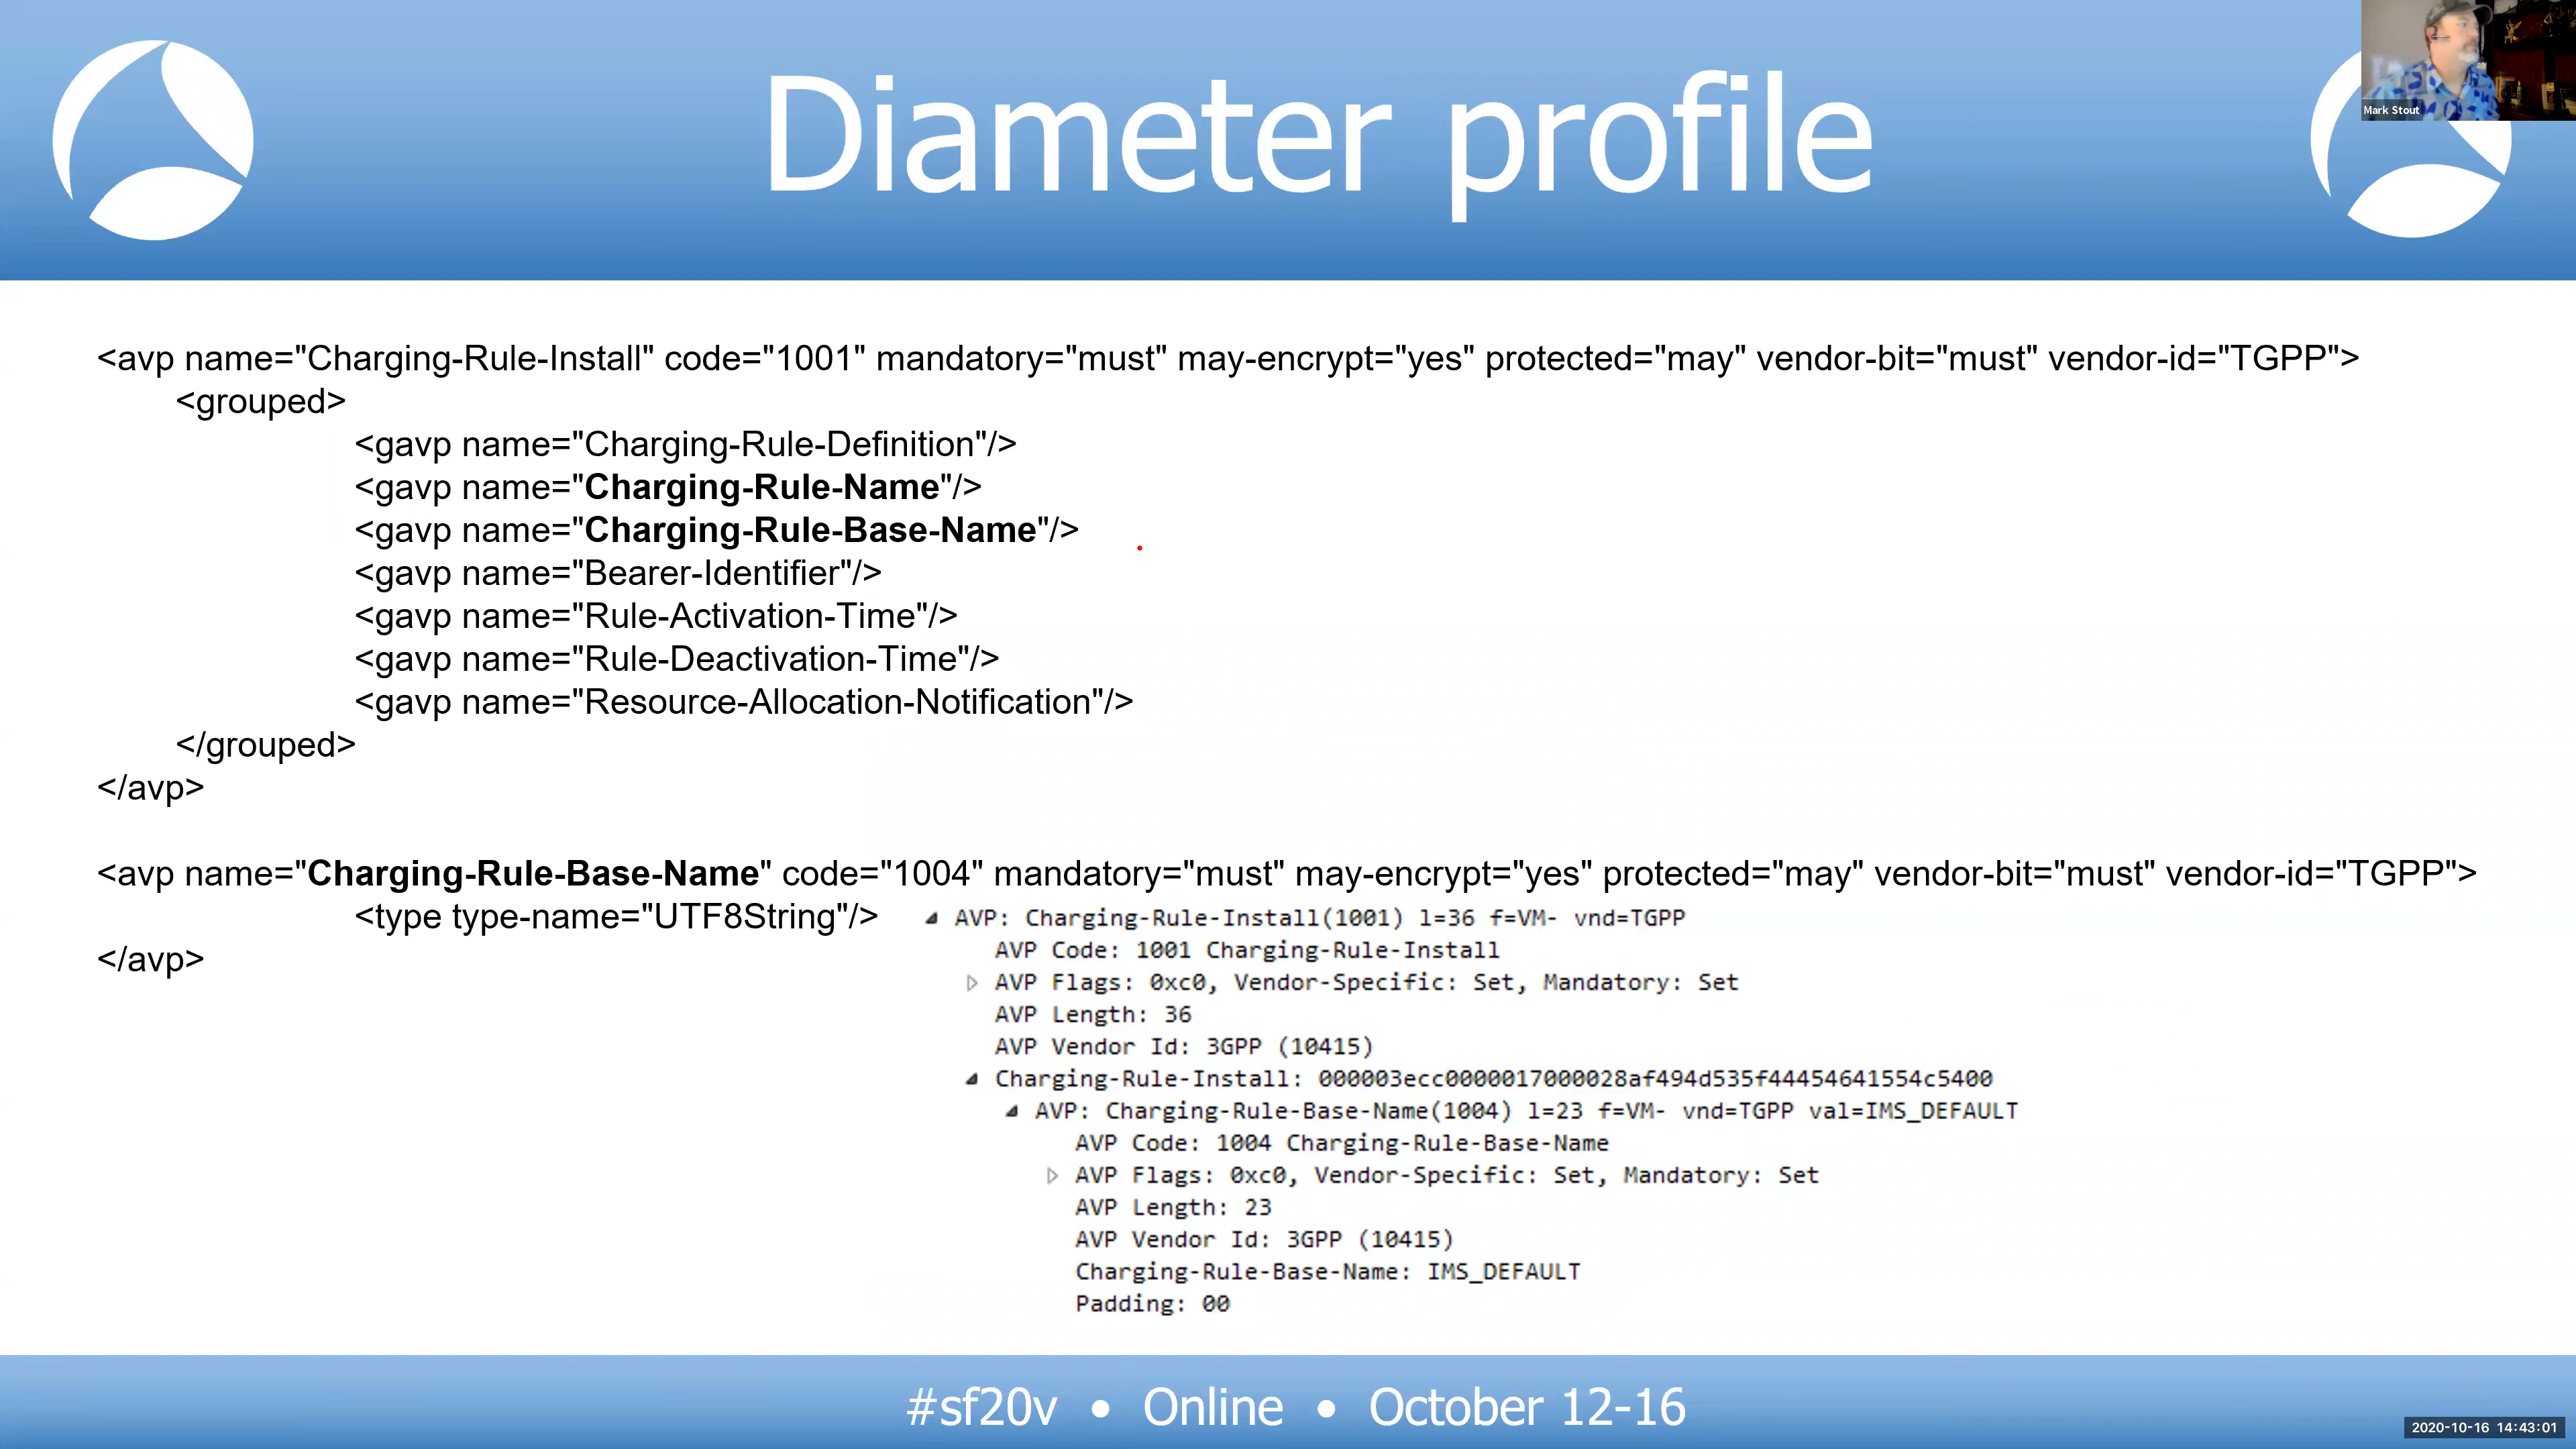 Diameter profile
Mark Stout
<avp name="Charging-Rule-Install" code="1001" mandatory="must" may-encrypt="yes" protected="may" vendor-bit="must" vendor-id="TGPP">
<grouped>
<gavp name="Charging-Rule-Definition"/>
<gavp name="Charging-Rule-Name"/>
<gavp name="Charging-Rule-Base-Name"/>
<gavp name="Bearer-Identifier"/>
<gavp name="Rule-Activation-Time"/>
<gavp name="Rule-Deactivation-Time"/>
<gavp name="Resource-Allocation-Notification"/>
</grouped>
</avp>
<avp name="Charging-Rule-Base-Name" code="1004" mandatory="must" may-encrypt="yes" protected="may" vendor-bit="must" vendor-id="TGPP">
<type type-name="UTF8String"/>
</avp>
AVP: Charging-Rule-Install(1001) l=36 f=VM- vnd=TGPP
AVP Code: 1001 Charging-Rule-Install
AVP Flags: 0xc0, Vendor-Specific: Set, Mandatory: Set
AVP Length: 36
AVP Vendor Id: 3GPP (10415)
Charging-Rule-Install: 000003ecc0000017000028af494d535f44454641554c5400
AVP: Charging-Rule-Base-Name(1004) l=23 f=VM- vnd=TGPP val=IMS_DEFAULT
AVP Code: 1004 Charging-Rule-Base-Name
AVP Flags: 0xc0, Vendor-Specific: Set, Mandatory: Set
AVP Length: 23
AVP Vendor Id: 3GPP (10415)
Charging-Rule-Base-Name: IMS_DEFAULT
Padding: 00
#sf20v • Online • October 12-16
2020-10-16 14:43:01